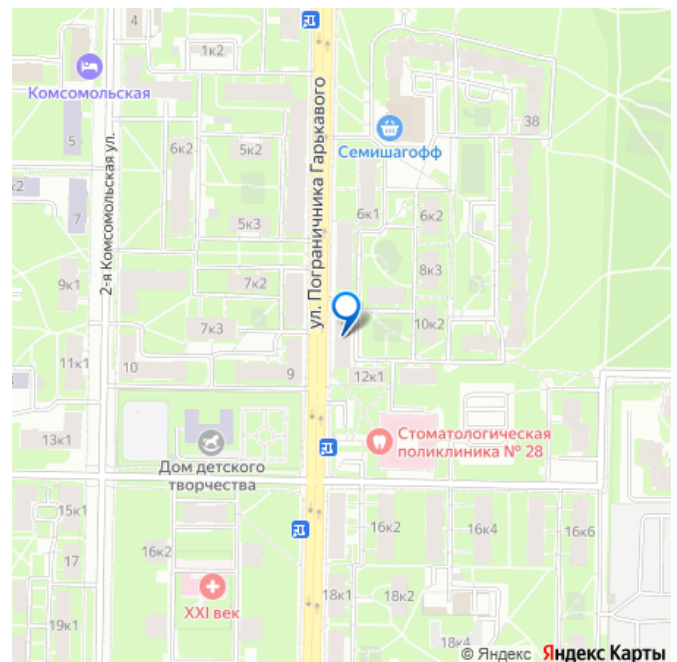 4
1к2
Комсомольская
38
5
6к2
5к2
Семишагофф
к2
7
5к3
6к1
6к2
ул. Пограничника Гарькавого
2-я Комсомольская ул.
8к3
9к1
7к2
7к3
10к2
11к1
10
9
12к1
13к1
Стоматологическая
поликлиника № 28
Дом детского
творчества
15к1
16к2
16к2
16к4
16к6
17
XXI век
18к1
18к2
19к1
18к4
© Яндекс Яндекс Карты